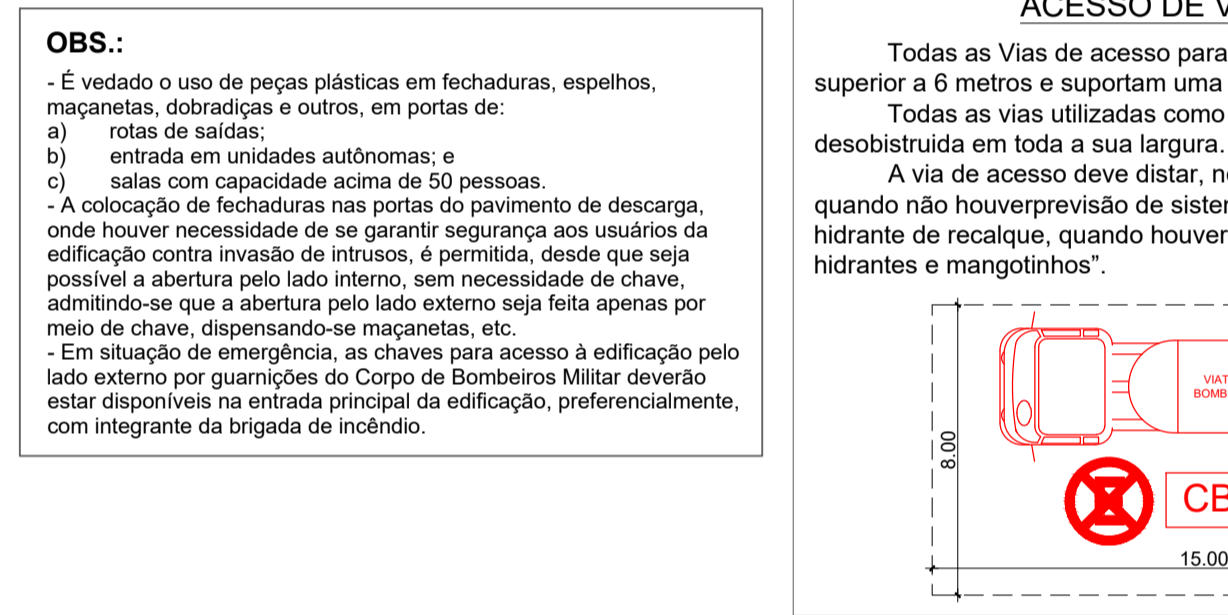 OBS.:
- É vedado o uso de peças plásticas em fechaduras, espelhos,
maçanetas, dobradiças e outros, em portas de:
a) rotas de saídas;
b) entrada em unidades autônomas; e
c) salas com capacidade acima de 50 pessoas.
- A colocação de fechaduras nas portas do pavimento de descarga,
onde houver necessidade de se garantir segurança aos usuários da
edificação contra invasão de intrusos, é permitida, desde que seja
possível a abertura pelo lado interno, sem necessidade de chave,
admitindo-se que a abertura pelo lado externo seja feita apenas por
meio de chave, dispensando-se maçanetas, etc.
- Em situação de emergência, as chaves para acesso à edificação pelo
lado externo por guarnições do Corpo de Bombeiros Militar deverão
estar disponíveis na entrada principal da edificação, preferencialmente,
com integrante da brigada de incêndio.
ACESSO DE
Todas as Vias de acesso para
superior a 6 metros e suportam uma
Todas as vias utilizadas como
desobistruida em toda a sua largura.
A via de acesso deve distar,
quando não houverprevisão de
hidrante de recalque, quando houver
hidrantes e mangotinhos”.
VIAT
BOMB
8.00
CB
15.00